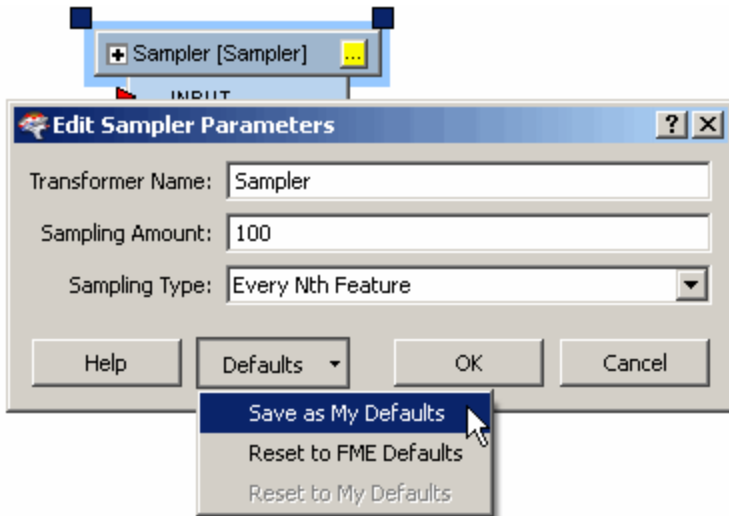 Sampler [Sampler] ...
INPUT
Edit Sampler Parameters ? X
Transformer Name: Sampler
Sampling Amount: 100
Sampling Type: Every Nth Feature
Help Defaults OK Cancel
Save as My Defaults
Reset to FME Defaults
Reset to My Defaults